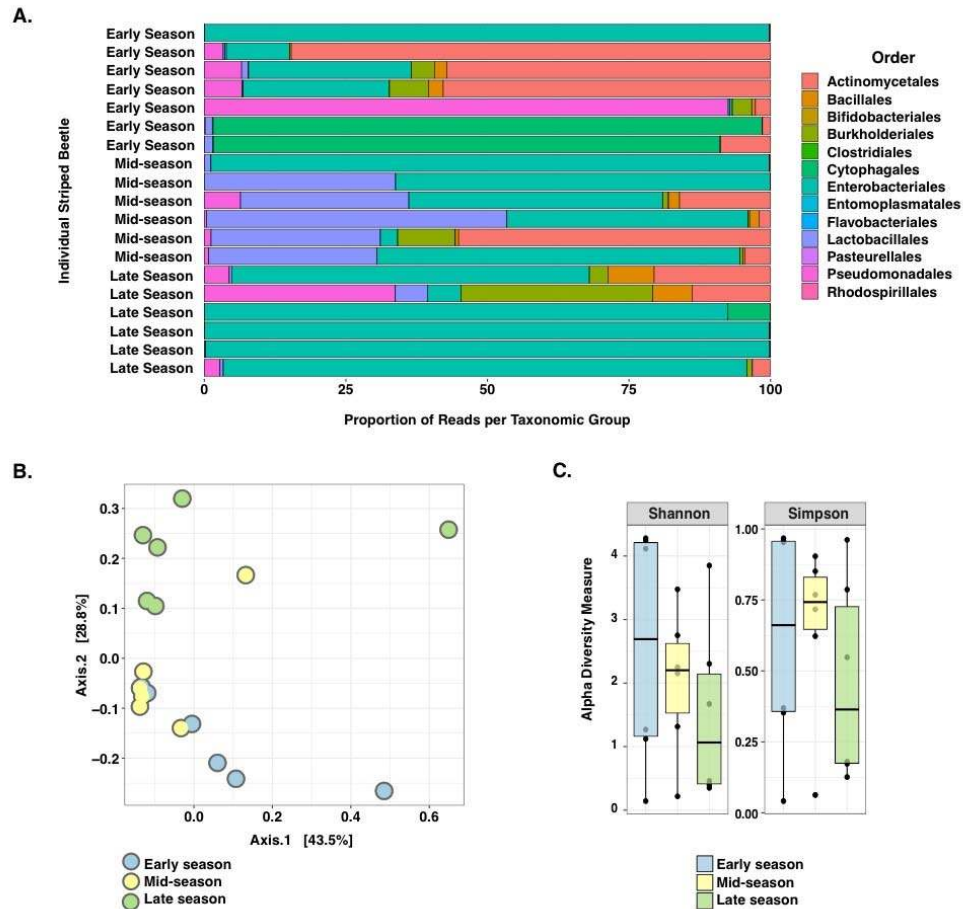 A.
Individual Striped Beetle
Early Season
Early Season
Early Season
Early Season
Early Season
Early Season
Early Season
Mid-season
Mid-season
Mid-season
Mid-season
Mid-season
Mid-season
Late Season
Late Season
Late Season
Late Season
Late Season
Late Season
0 25 50 75 100
Proportion of Reads per Taxonomic Group
Order
Actinomycetales
Bacillales
Bifidobacteriales
Burkholderiales
Clostridiales
Cytophagales
Enterobacteriales
Entomoplasmatales
Flavobacteriales
Lactobacillales
Pasteurellales
Pseudomonadales
Rhodospirillales
B.
Axis.2 [28.8%]
0.3
0.2
0.1
0.0
−0.1
−0.2
0.0 0.2 0.4 0.6
Axis.1 [43.5%]
Early season
Mid-season
Late season
C.
Alpha Diversity Measure
Shannon
4
3
2
1
0
Simpson
1.00
0.75
0.50
0.25
0.00
Early season
Mid-season
Late season